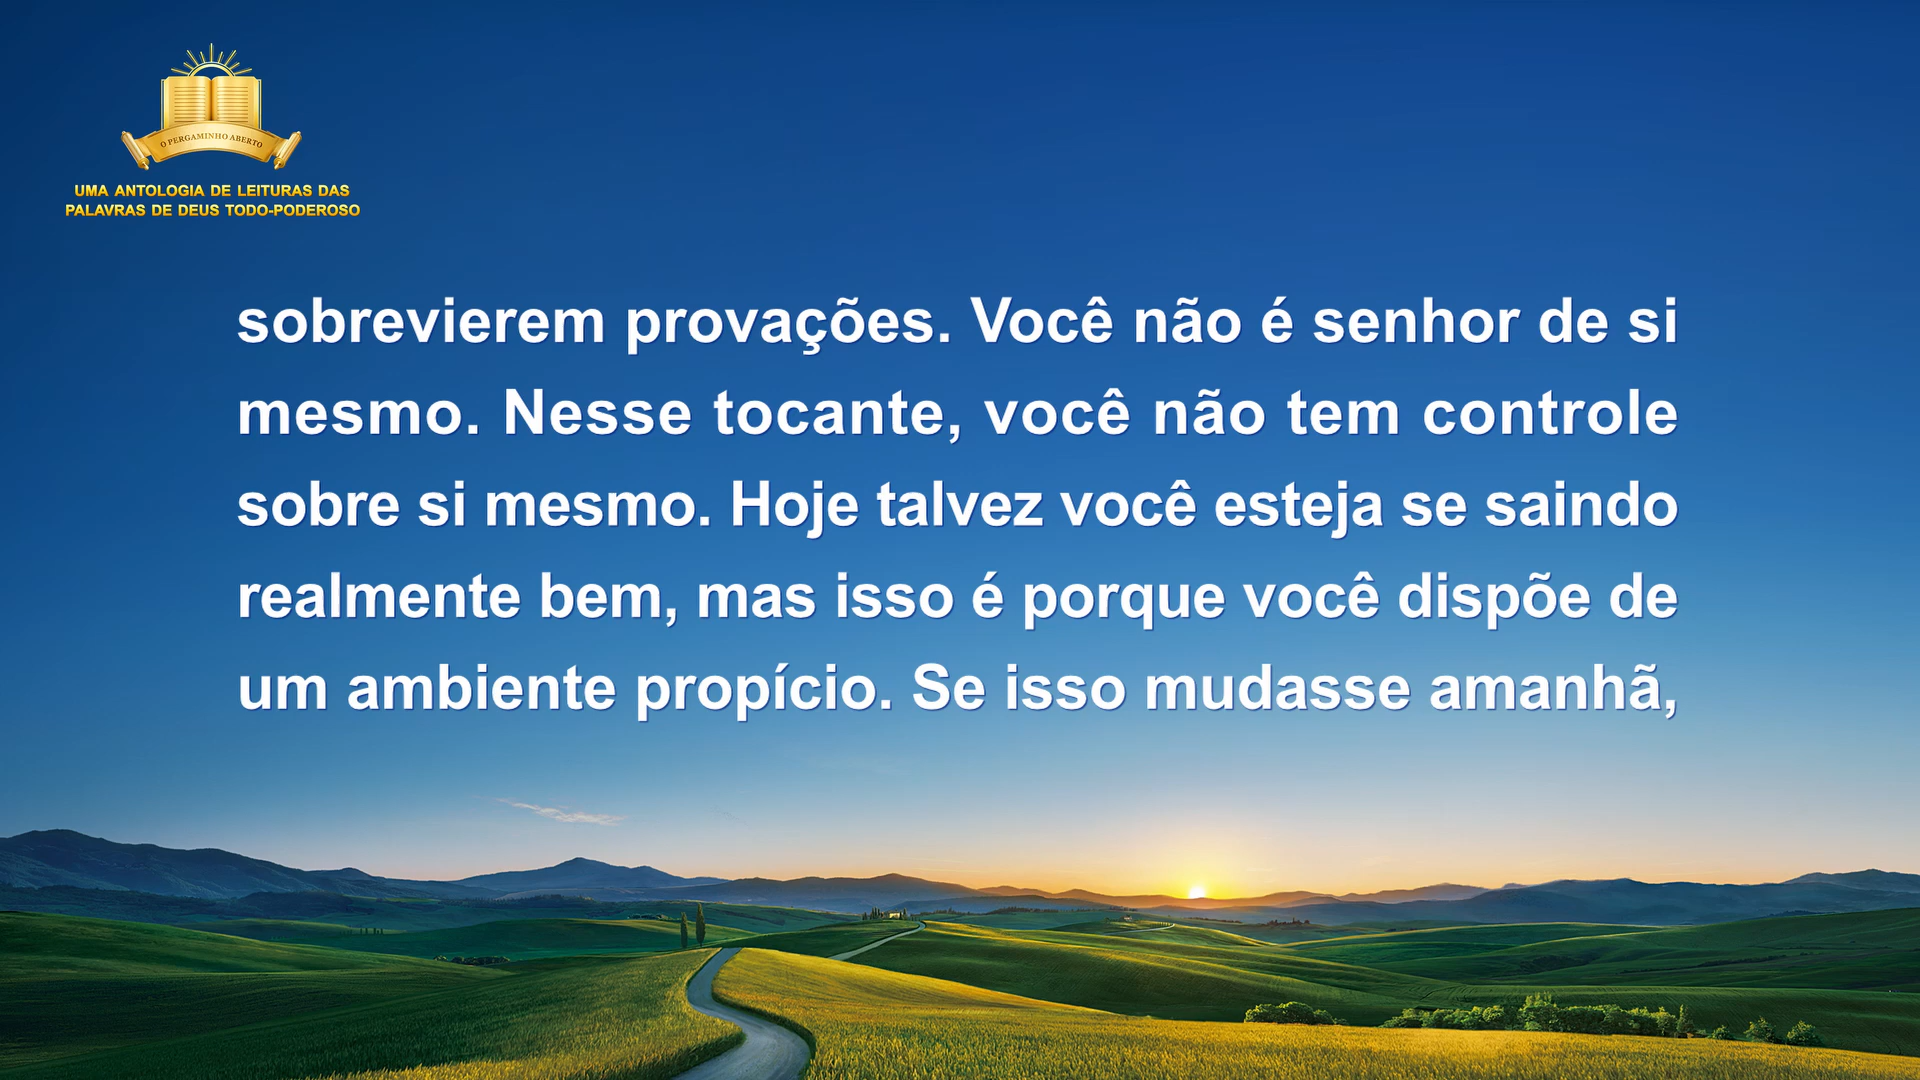 O PERGAMINHO ABERTO
UMA ANTOLOGIA DE LEITURAS DAS
PALAVRAS DE DEUS TODO-PODEROSO
sobrevierem provações. Você não é senhor de si
mesmo. Nesse tocante, você não tem controle
sobre si mesmo. Hoje talvez você esteja se saindo
realmente bem, mas isso é porque você dispõe de
um ambiente propício. Se isso mudasse amanhã,